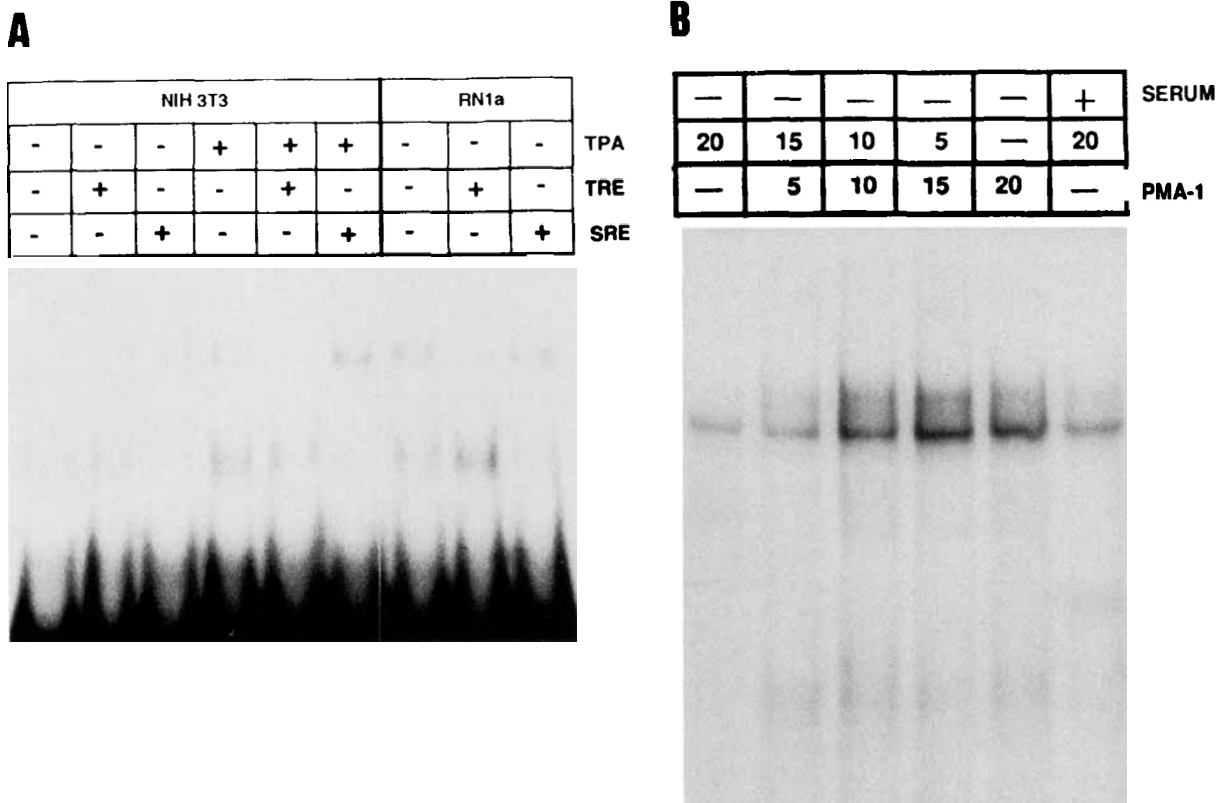 A
NIH 3T3 RN1a
- - - + + + - - - TPA
- + - - + - - + - TRE
- - + - - + - - + SRE
B
— — — — — + SERUM
20 15 10 5 — 20
— 5 10 15 20 — PMA-1